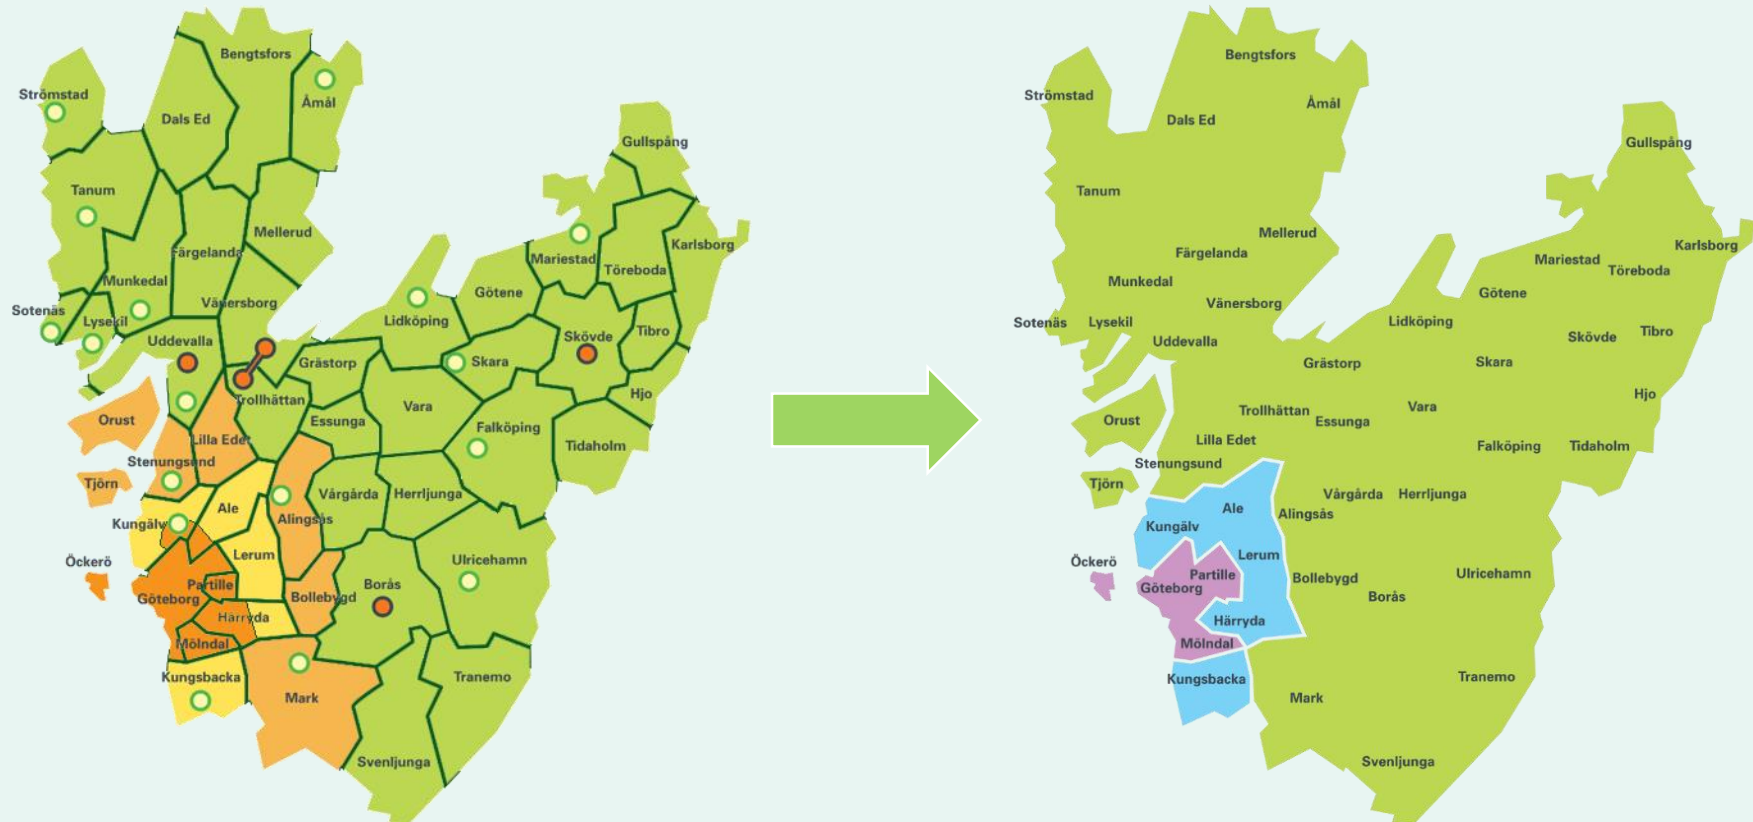 Bengtsfors
Strömstad
Åmål
Dals Ed
Gullspång
Tanum
Mellerud
Färgelanda
Karlsborg
Mariestad
Töreboda
Munkedal
Götene
Vänersborg
Sotenäs
Lysekil
Lidköping
Skövde
Tibro
Uddevalla
Grästorp
Skara
Hjo
Trollhättan
Vara
Orust
Essunga
Falköping
Lilla Edet
Tidaholm
Stenungsund
Tjörn
Vårgårda
Herrljunga
Ale
Alingsås
Kungälv
Lerum
Öckerö
Ulricehamn
Partille
Borås
Göteborg
Bollebygd
Härryda
Mölndal
Kungsbacka
Tranemo
Mark
Svenljunga
Bengtsfors
Strömstad
Åmål
Dals Ed
Gullspång
Tanum
Mellerud
Färgelanda
Karlsborg
Mariestad
Töreboda
Munkedal
Götene
Vänersborg
Sotenäs
Lysekil
Lidköping
Skövde
Tibro
Uddevalla
Grästorp
Skara
Hjo
Trollhättan
Vara
Orust
Essunga
Lilla Edet
Falköping
Tidaholm
Stenungsund
Tjörn
Vårgårda
Herrljunga
Ale
Alingsås
Kungälv
Lerum
Öckerö
Partille
Ulricehamn
Bollebygd
Göteborg
Borås
Härryda
Mölndal
Kungsbacka
Tranemo
Mark
Svenljunga